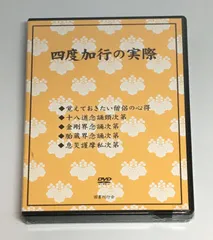 四度加行の実際
◆覚えておきたい僧侶の心得
◆十八道念誦頌次第
◆金剛界念誦次第
◆胎蔵界念誦次第
◆息災護摩私次第
DVD